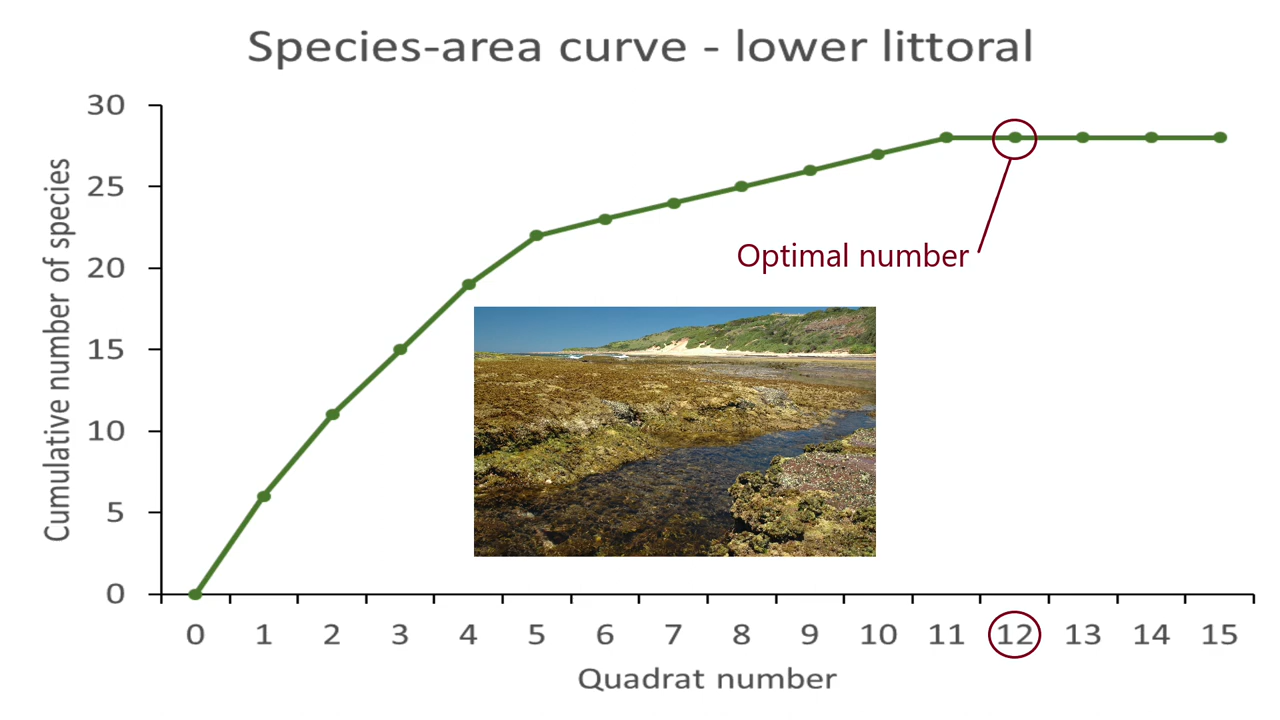 Species-area curve - lower littoral
Cumulative number of species
30
25
20
15
10
5
0
Optimal number
0 1 2 3 4 5 6 7 8 9 10 11 12 13 14 15
Quadrat number